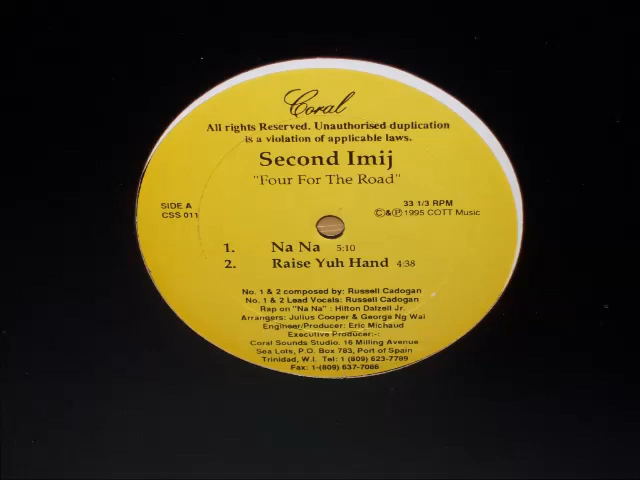 Coral
All rights Reserved. Unauthorised duplication
is a violation of applicable laws.
Second Imij
"Four For The Road"
SIDE A
CSS 011
33 1/3 RPM
©&℗1995 COTT Music
1. Na Na 5:10
2. Raise Yuh Hand 4:38
No. 1 & 2 composed by: Russell Cadogan
No. 1 & 2 Lead Vocals: Russell Cadogan
Rap on "Na Na" : Hilton Dalzell Jr.
Arrangers: Julius Cooper & George Ng Wai
Engineer/Producer: Eric Michaud
Executive Producer:-:
Coral Sounds Studio. 16 Milling Avenue
Sea Lots, P.O. Box 783, Port of Spain
Trinidad, W.I. Tel: 1 (809) 623-7789
Fax: 1-(809) 637-7086